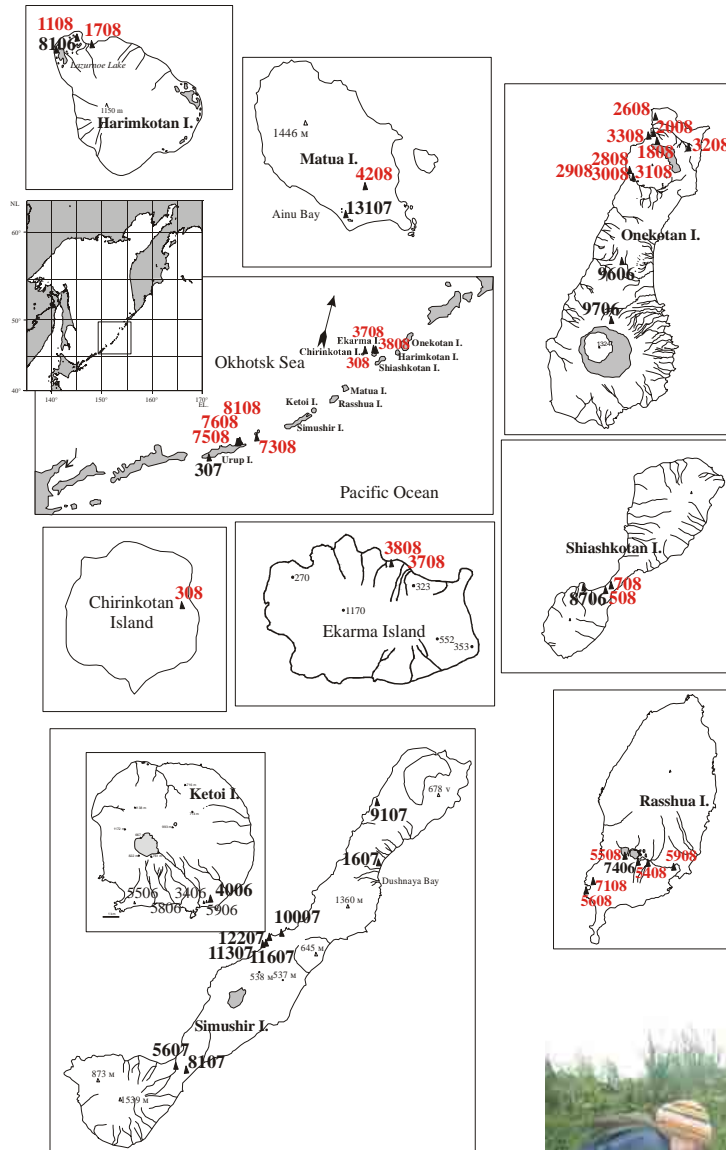 1108 1708
8106
Lazurnoe Lake
1150 m
Harimkotan I.
1446 м
Matua I.
4208
13107
Ainu Bay
2608
2008
3308
1808
3208
2808
2908
3008 3108
Onekotan I.
9606
9706
1324
NL
60°
50°
40°
140° 150° 160° 170°
EL.
3708
Ekarma I.
3808
Onekotan I.
Chirinkotan I.
Harimkotan I.
308
Shiashkotan I.
Okhotsk Sea
Matua I.
Rasshua I.
Ketoi I.
Simushir I.
8108
7608
7508
7308
307
Urup I.
Pacific Ocean
Shiashkotan I.
708
8706
508
308
Chirinkotan
Island
3808
3708
270
323
1170
Ekarma Island
552
353
Rasshua I.
5508
7406
5908
5408
7108
5608
Ketoi I.
5506
3406
4006
5806
5906
678 v
9107
1607
Dushnaya Bay
1360 м
10007
12207
11307
11607
645 м
538 м
537 м
Simushir I.
5607
8107
873 м
1539 м